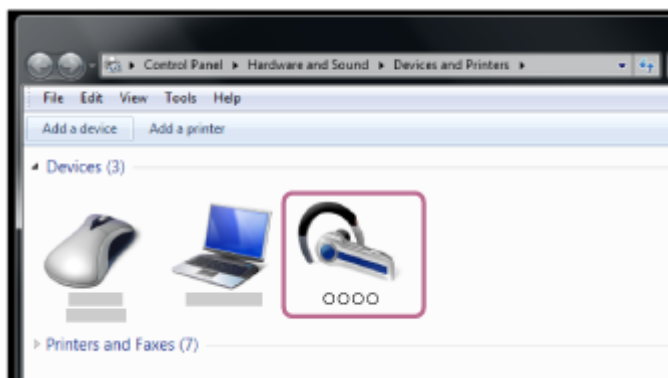 Control Panel ▸ Hardware and Sound ▸ Devices and Printers ▸
File Edit View Tools Help
Add a device Add a printer
Devices (3)
○○○○
Printers and Faxes (7)